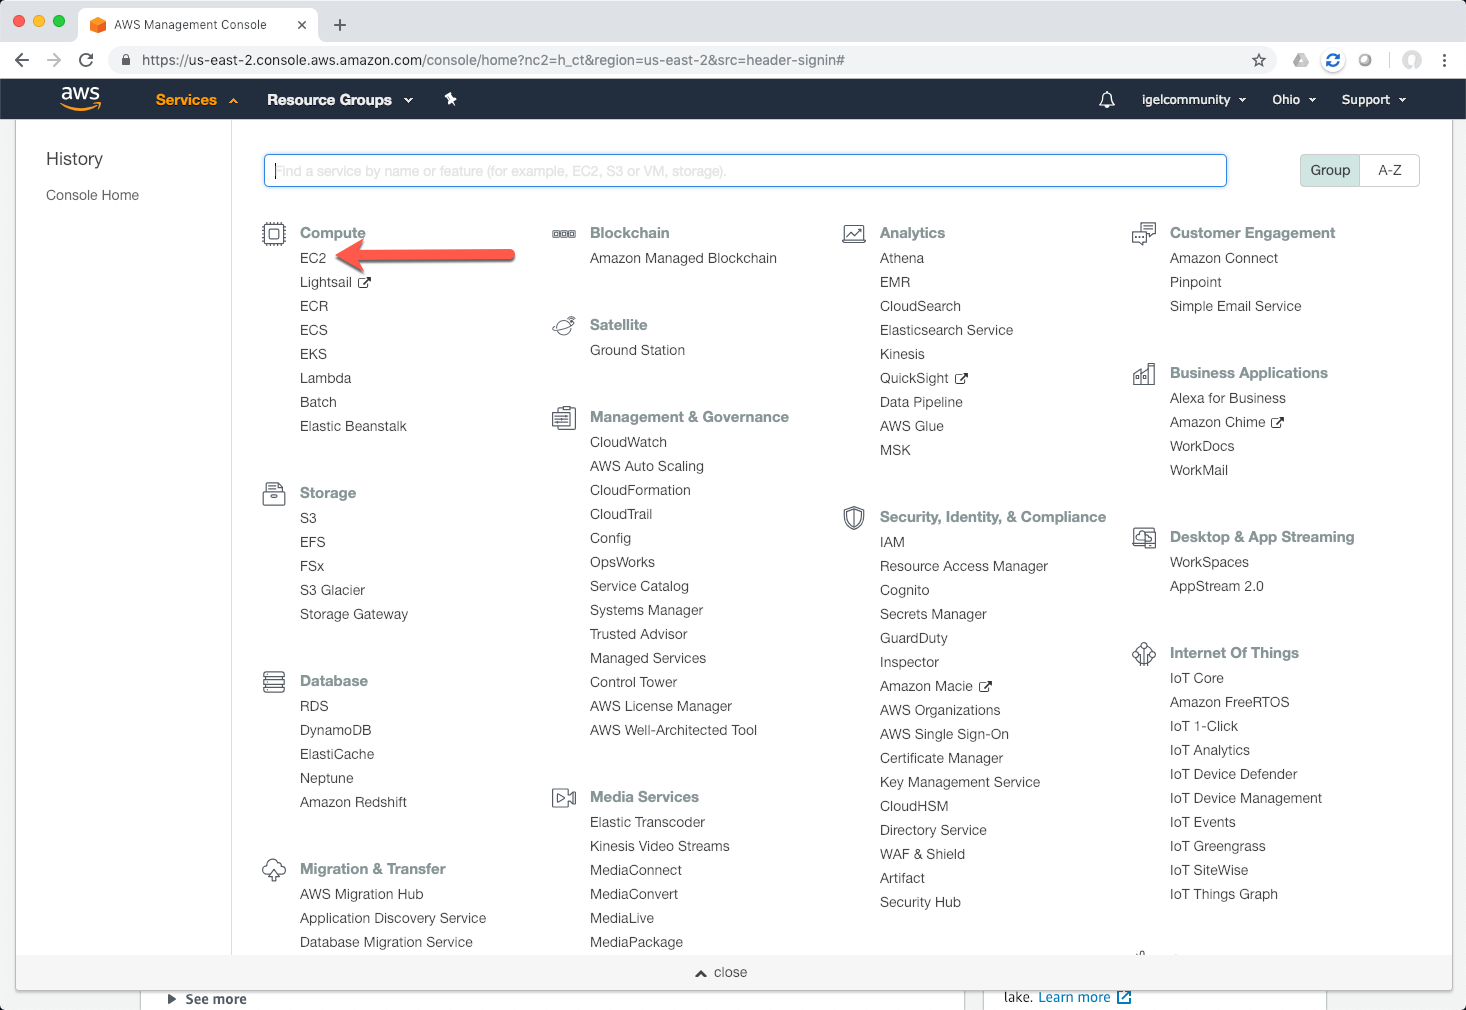 AWS Management Console
https://us-east-2.console.aws.amazon.com/console/home?nc2=h_ct&region=us-east-2&src=header-signin#
aws
Services
Resource Groups
igelcommunity
Ohio
Support
History
Console Home
Find a service by name or feature (for example, EC2, S3 or VM, storage).
Group
A-Z
Compute
EC2
Lightsail
ECR
ECS
EKS
Lambda
Batch
Elastic Beanstalk
Storage
S3
EFS
FSx
S3 Glacier
Storage Gateway
Database
RDS
DynamoDB
ElastiCache
Neptune
Amazon Redshift
Migration & Transfer
AWS Migration Hub
Application Discovery Service
Database Migration Service
Blockchain
Amazon Managed Blockchain
Satellite
Ground Station
Management & Governance
CloudWatch
AWS Auto Scaling
CloudFormation
CloudTrail
Config
OpsWorks
Service Catalog
Systems Manager
Trusted Advisor
Managed Services
Control Tower
AWS License Manager
AWS Well-Architected Tool
Media Services
Elastic Transcoder
Kinesis Video Streams
MediaConnect
MediaConvert
MediaLive
MediaPackage
Analytics
Athena
EMR
CloudSearch
Elasticsearch Service
Kinesis
QuickSight
Data Pipeline
AWS Glue
MSK
Security, Identity, & Compliance
IAM
Resource Access Manager
Cognito
Secrets Manager
GuardDuty
Inspector
Amazon Macie
AWS Organizations
AWS Single Sign-On
Certificate Manager
Key Management Service
CloudHSM
Directory Service
WAF & Shield
Artifact
Security Hub
Customer Engagement
Amazon Connect
Pinpoint
Simple Email Service
Business Applications
Alexa for Business
Amazon Chime
WorkDocs
WorkMail
Desktop & App Streaming
WorkSpaces
AppStream 2.0
Internet Of Things
IoT Core
Amazon FreeRTOS
IoT 1-Click
IoT Analytics
IoT Device Defender
IoT Device Management
IoT Events
IoT Greengrass
IoT SiteWise
IoT Things Graph
close
See more
lake. Learn more